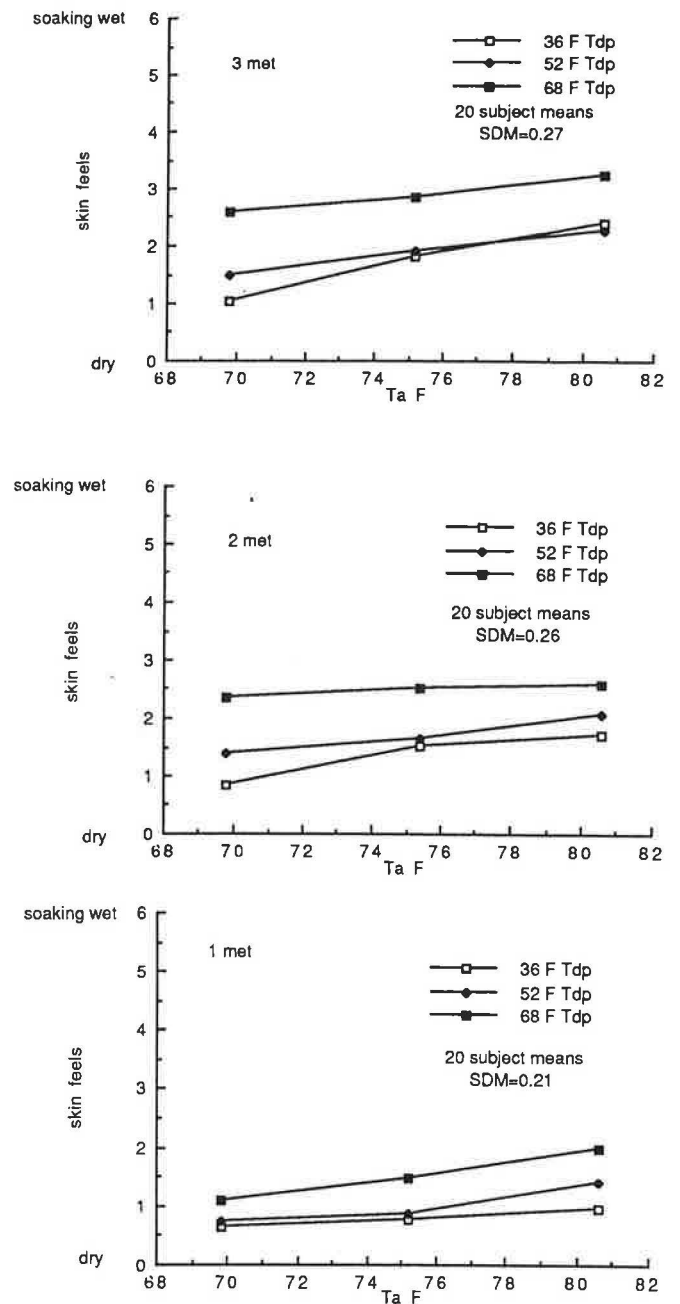 soaking wet 6
3 met
36 F Tdp
52 F Tdp
68 F Tdp
5
20 subject means
SDM=0.27
4
skin feels
3
2
1
dry 0
68 70 72 74 76 78 80 82
Ta F
soaking wet 6
2 met
36 F Tdp
52 F Tdp
68 F Tdp
5
20 subject means
SDM=0.26
4
skin feels
3
2
1
dry 0
68 70 72 74 76 78 80 82
Ta F
soaking wet 6
1 met
36 F Tdp
52 F Tdp
68 F Tdp
5
20 subject means
SDM=0.21
4
skin feels
3
2
1
dry 0
68 70 72 74 76 78 80 82
Ta F